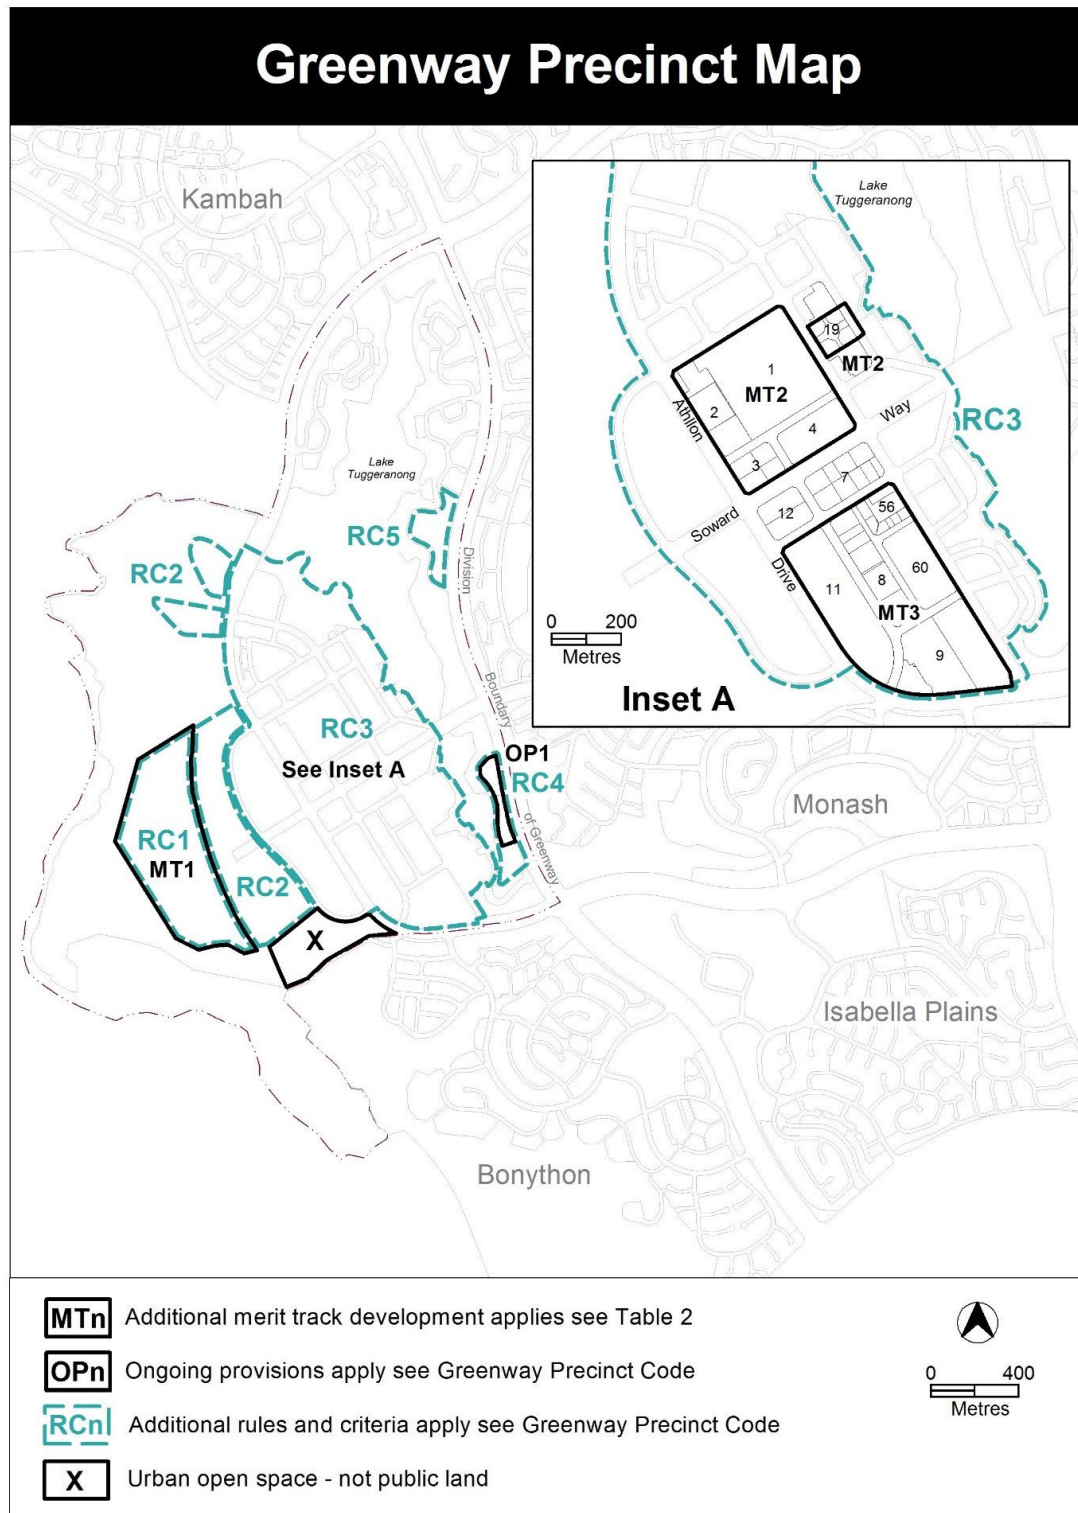 Greenway Precinct Map
Kambah
Lake
Tuggeranong
RC5
RC2
Division
Boundary
of Greenway
RC3
See Inset A
OP1
RC4
RC1
MT1
RC2
X
Monash
Isabella Plains
Bonython
Lake
Tuggeranong
19
MT2
1
MT2
2
4
3
Athllon
Way
RC3
7
12
Soward
56
Drive
11
60
8
MT3
9
0 200
Metres
Inset A
MTn Additional merit track development applies see Table 2
OPn Ongoing provisions apply see Greenway Precinct Code
RCn Additional rules and criteria apply see Greenway Precinct Code
X Urban open space - not public land
0 400
Metres